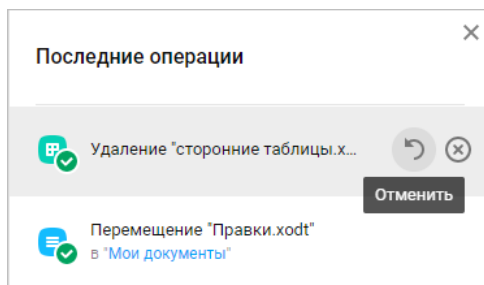 Последние операции
Удаление "сторонние таблицы.x...
Отменить
Перемещение "Правки.xodt"
в "Мои документы"